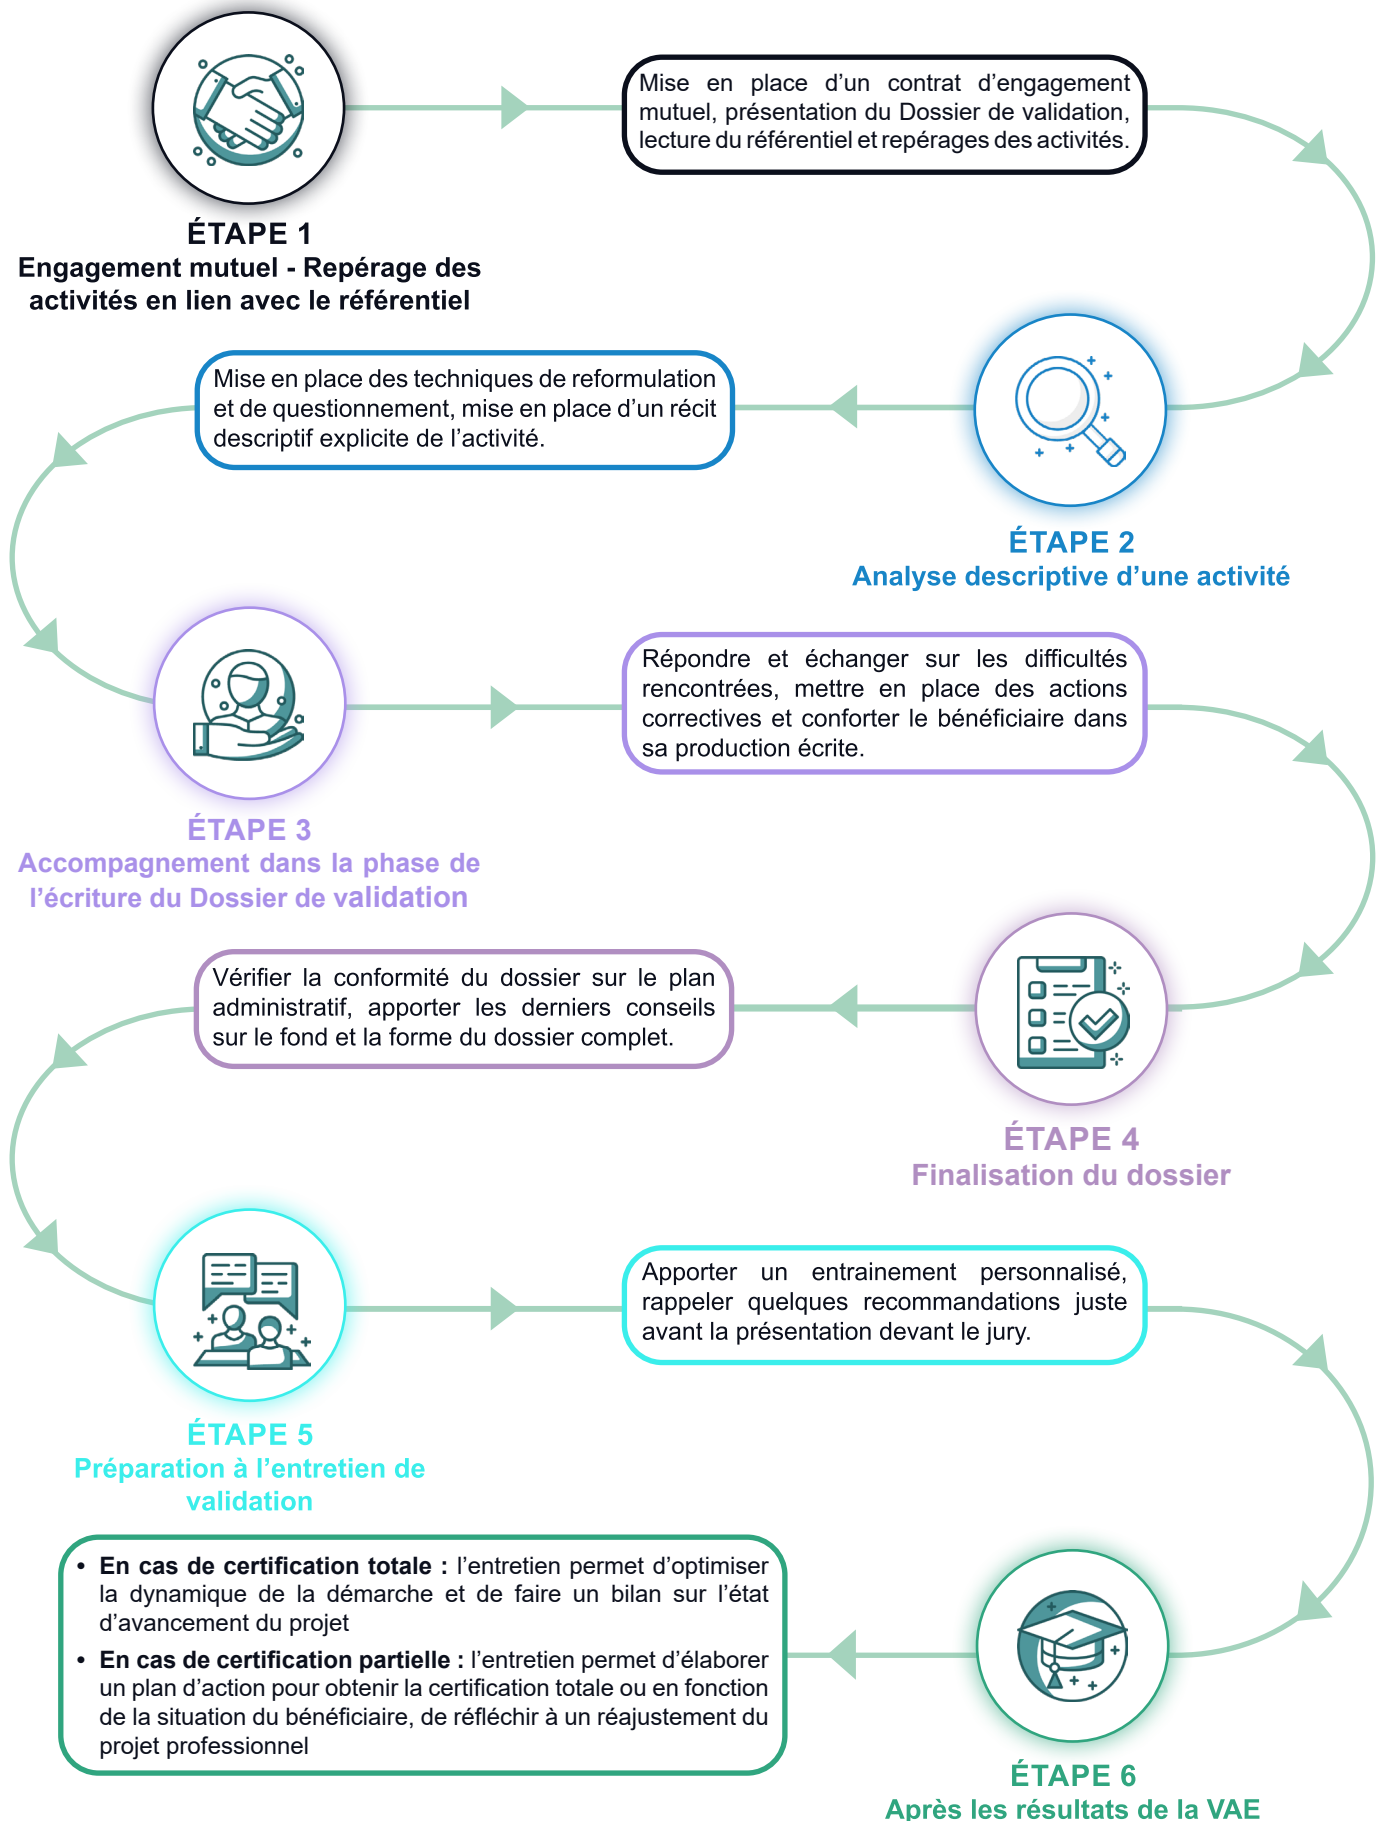 Mise en place d’un contrat d’engagement
mutuel, présentation du Dossier de validation,
lecture du référentiel et repérages des activités.
ÉTAPE 1
Engagement mutuel - Repérage des
activités en lien avec le référentiel
Mise en place des techniques de reformulation
et de questionnement, mise en place d’un récit
descriptif explicite de l’activité.
ÉTAPE 2
Analyse descriptive d’une activité
Répondre et échanger sur les difficultés
rencontrées, mettre en place des actions
correctives et conforter le bénéficiaire dans
sa production écrite.
ÉTAPE 3
Accompagnement dans la phase de
l’écriture du Dossier de validation
Vérifier la conformité du dossier sur le plan
administratif, apporter les derniers conseils
sur le fond et la forme du dossier complet.
ÉTAPE 4
Finalisation du dossier
Apporter un entrainement personnalisé,
rappeler quelques recommandations juste
avant la présentation devant le jury.
ÉTAPE 5
Préparation à l’entretien de
validation
• En cas de certification totale : l’entretien permet d’optimiser
la dynamique de la démarche et de faire un bilan sur l’état
d’avancement du projet
• En cas de certification partielle : l’entretien permet d’élaborer
un plan d’action pour obtenir la certification totale ou en fonction
de la situation du bénéficiaire, de réfléchir à un réajustement du
projet professionnel
ÉTAPE 6
Après les résultats de la VAE